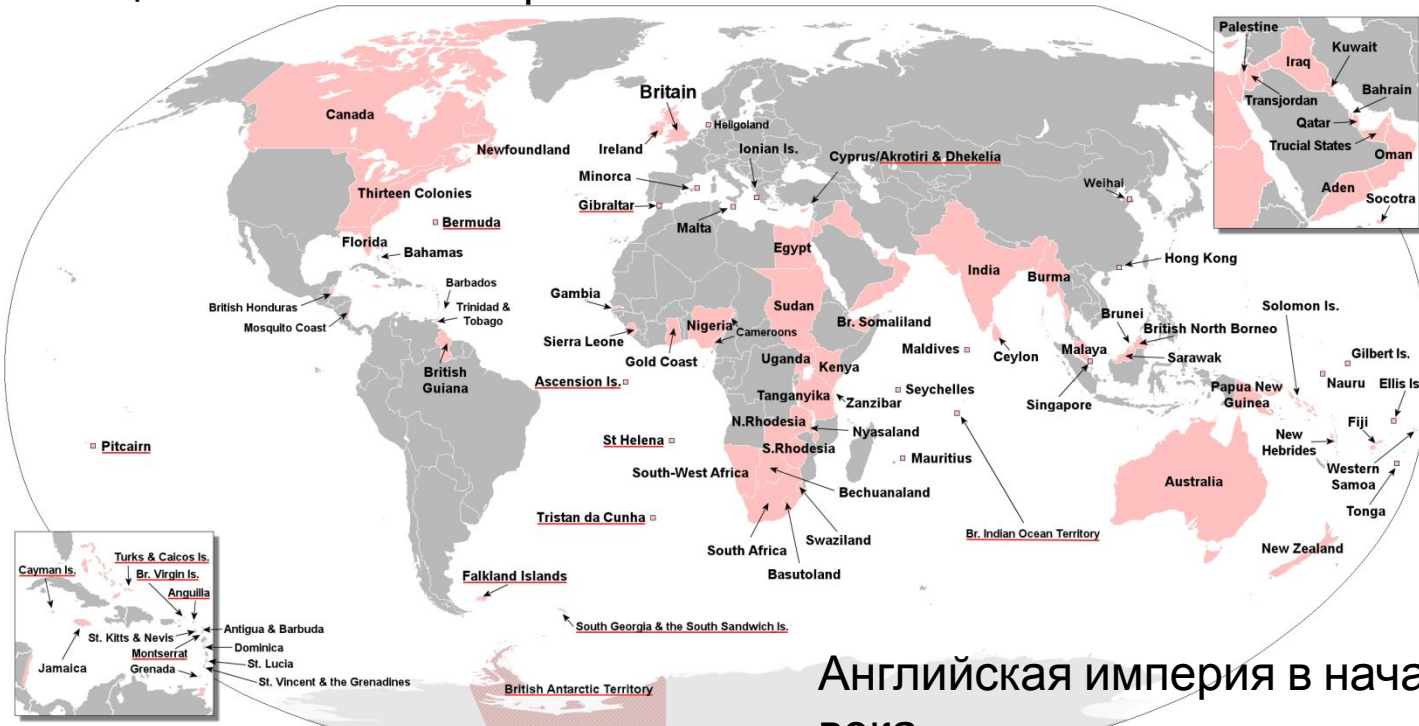 Canada
Newfoundland
Thirteen Colonies
Bermuda
Florida
Bahamas
British Honduras
Mosquito Coast
Barbados
Trinidad &
Tobago
British
Guiana
Pitcairn
Britain
Heligoland
Ireland
Ionian Is.
Minorca
Gibraltar
Malta
Cyprus/Akrotiri & Dhekelia
Weihai
Egypt
India
Burma
Hong Kong
Gambia
Sudan
Sierra Leone
Nigeria
Cameroons
Gold Coast
Br. Somaliland
Uganda
Kenya
Maldives
Ceylon
Malaya
Singapore
Brunei
British North Borneo
Sarawak
Solomon Is.
Gilbert Is.
Nauru
Ellis Is
Papua New
Guinea
Fiji
New
Hebrides
Western
Samoa
Tonga
Ascension Is.
Tanganyika
Zanzibar
Seychelles
N.Rhodesia
Nyasaland
St Helena
S.Rhodesia
Mauritius
South-West Africa
Bechuanaland
Australia
Tristan da Cunha
Swaziland
South Africa
Basutoland
Br. Indian Ocean Territory
New Zealand
Falkland Islands
South Georgia & the South Sandwich Is.
British Antarctic Territory
Palestine
Iraq
Kuwait
Transjordan
Bahrain
Qatar
Trucial States
Oman
Aden
Socotra
Cayman Is.
Turks & Caicos Is.
Br. Virgin Is.
Anguilla
St. Kitts & Nevis
Antigua & Barbuda
Montserrat
Dominica
Jamaica
Grenada
St. Lucia
St. Vincent & the Grenadines
Английская империя в нача